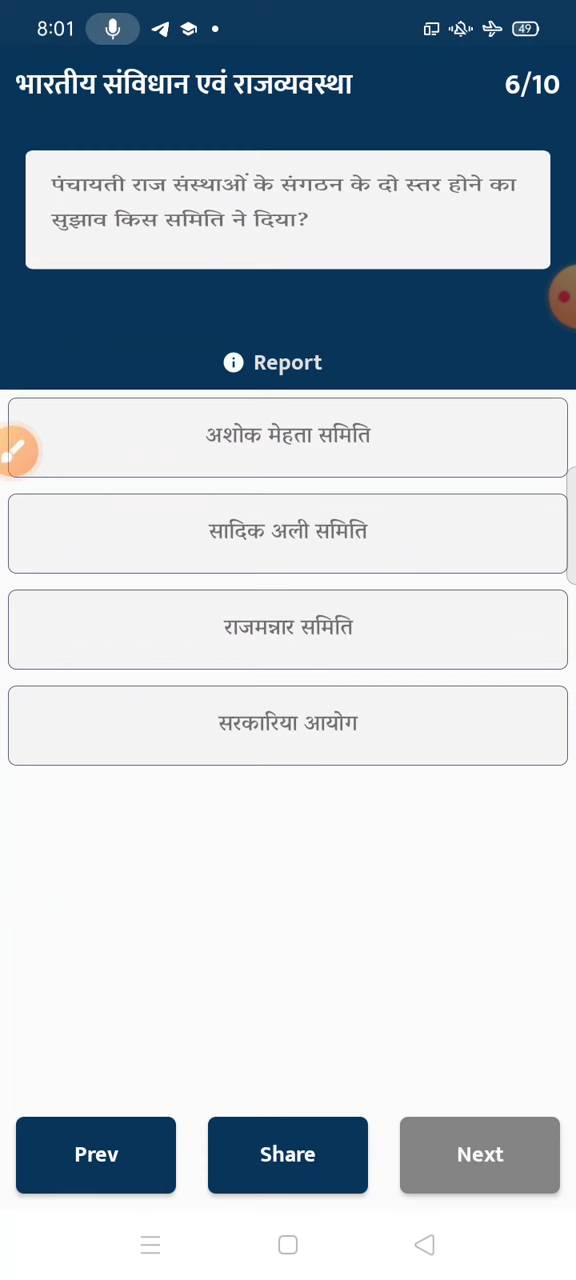 8:01
49
भारतीय संविधान एवं राजव्यवस्था 6/10
पंचायती राज संस्थाओं के संगठन के दो स्तर होने का
सुझाव किस समिति ने दिया?
Report
अशोक मेहता समिति
सादिक अली समिति
राजमन्नार समिति
सरकारिया आयोग
Prev Share Next